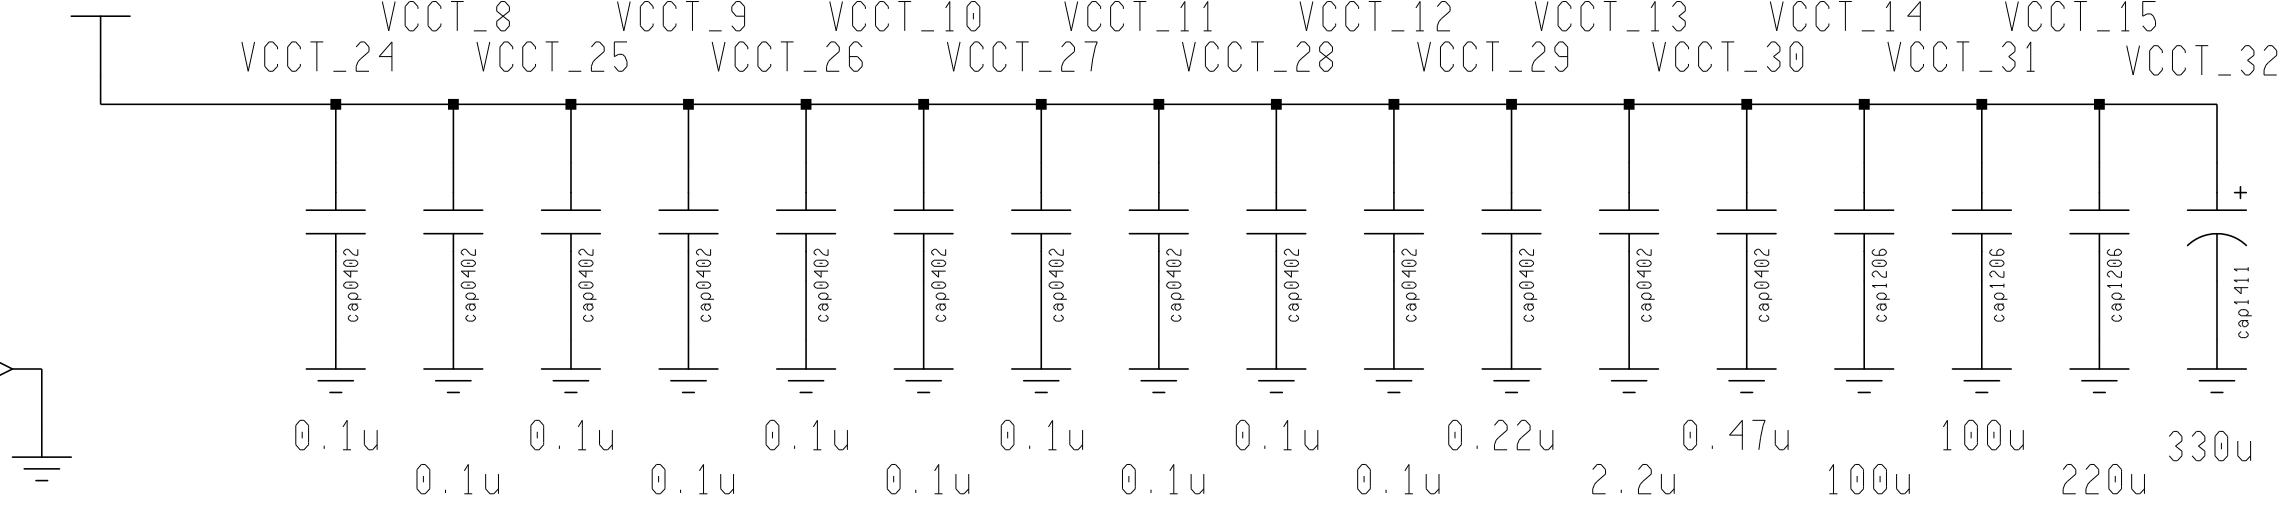 VCCT_8 VCCT_9 VCCT_10 VCCT_11 VCCT_12 VCCT_13 VCCT_14 VCCT_15
VCCT_24 VCCT_25 VCCT_26 VCCT_27 VCCT_28 VCCT_29 VCCT_30 VCCT_31 VCCT_32
+
cap0402 cap0402 cap0402 cap0402 cap0402 cap0402 cap0402 cap0402 cap0402 cap0402 cap0402 cap0402 cap0402 cap1206 cap1206 cap1206 cap1411
0.1u 0.1u 0.1u 0.1u 0.1u 0.22u 0.47u 100u 330u
0.1u 0.1u 0.1u 0.1u 0.1u 2.2u 100u 220u